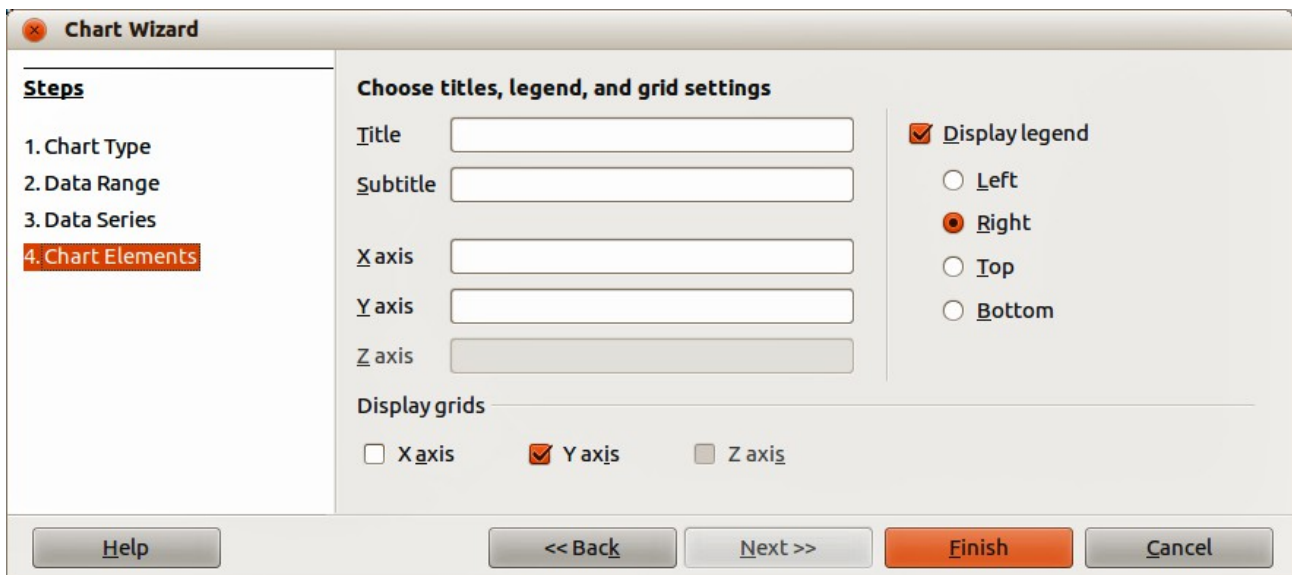 Chart Wizard
Steps
1. Chart Type
2. Data Range
3. Data Series
4. Chart Elements
Choose titles, legend, and grid settings
Title
Subtitle
X axis
Y axis
Z axis
Display legend
Left
Right
Top
Bottom
Display grids
X axis Y axis Z axis
Help << Back Next >> Finish Cancel